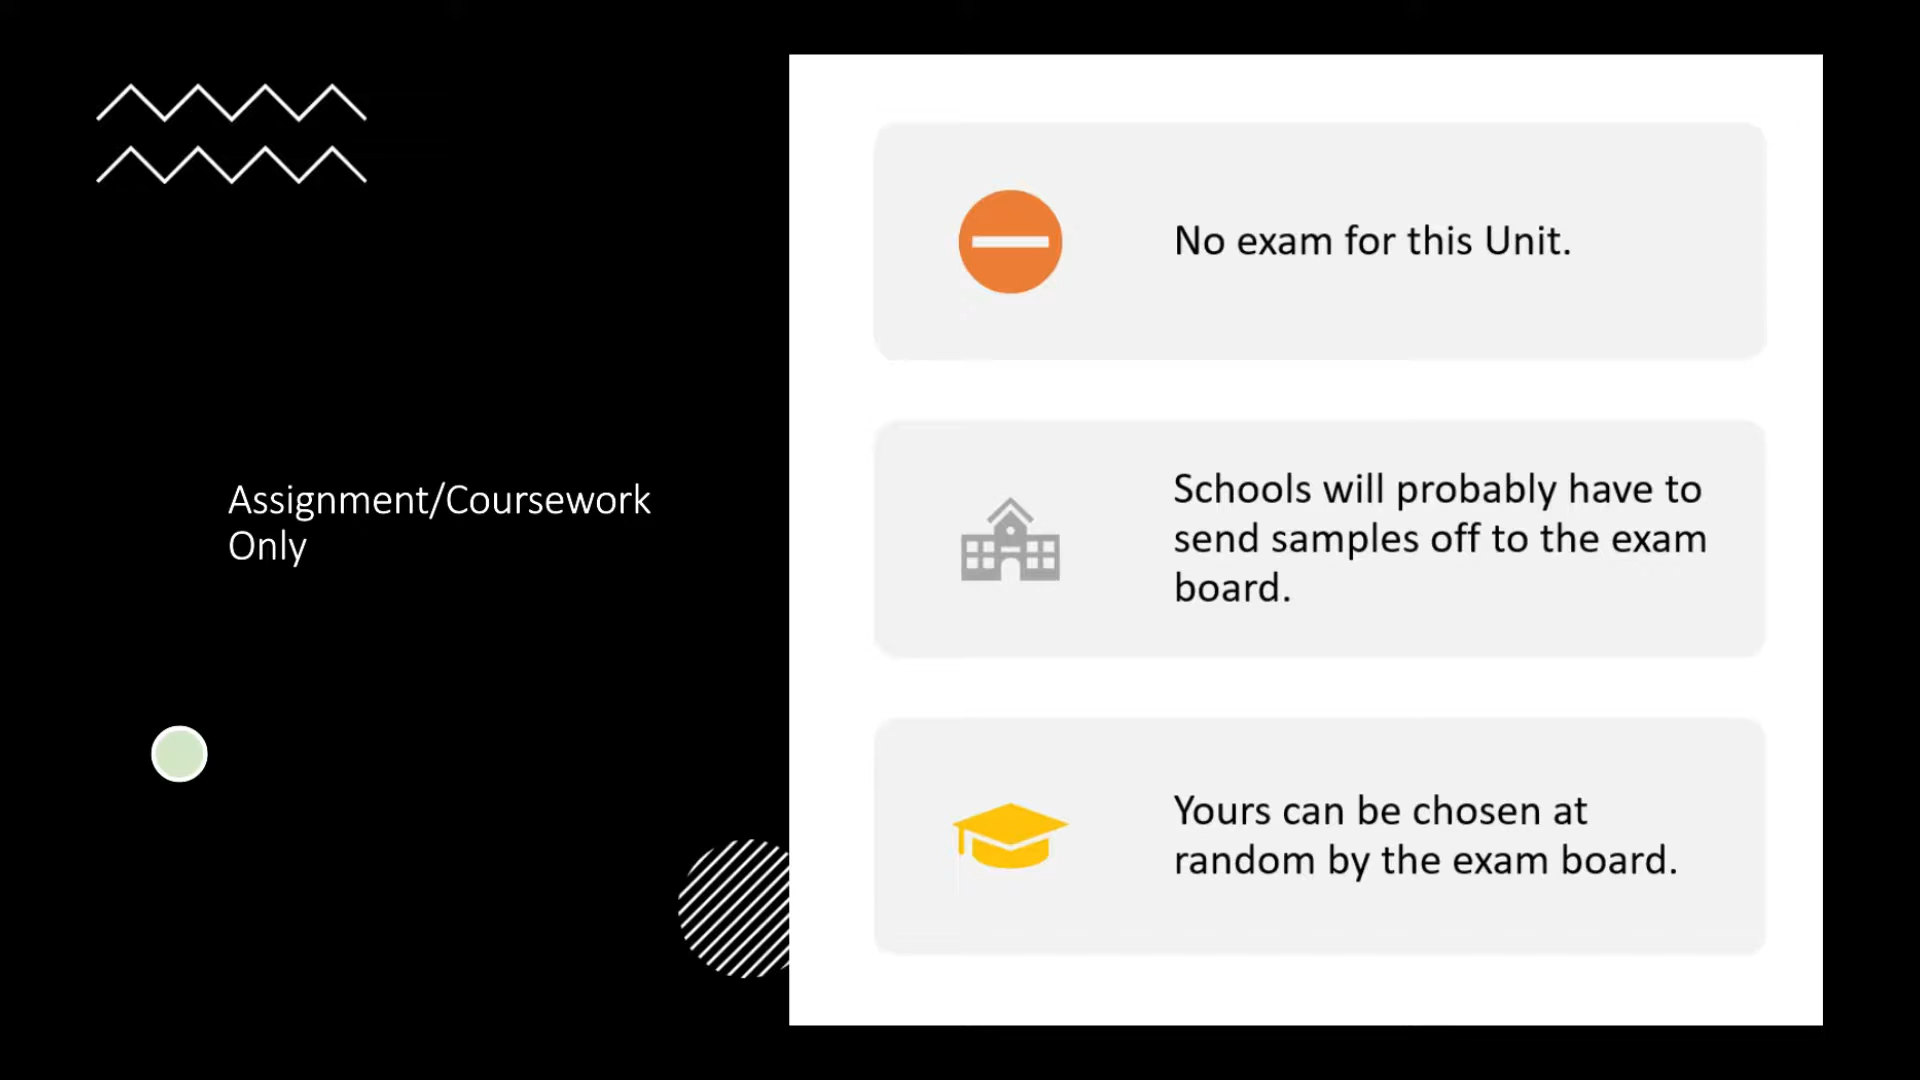 Assignment/Coursework
Only
No exam for this Unit.
Schools will probably have to
send samples off to the exam
board.
Yours can be chosen at
random by the exam board.